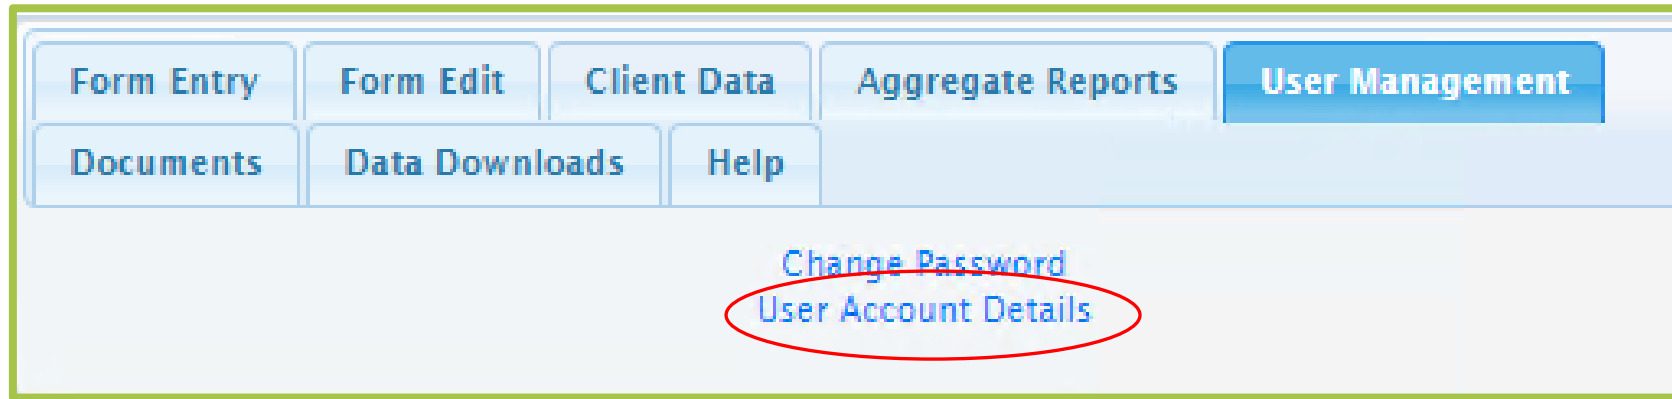 Form Entry Form Edit Client Data Aggregate Reports User Management
Documents Data Downloads Help
Change Password
User Account Details